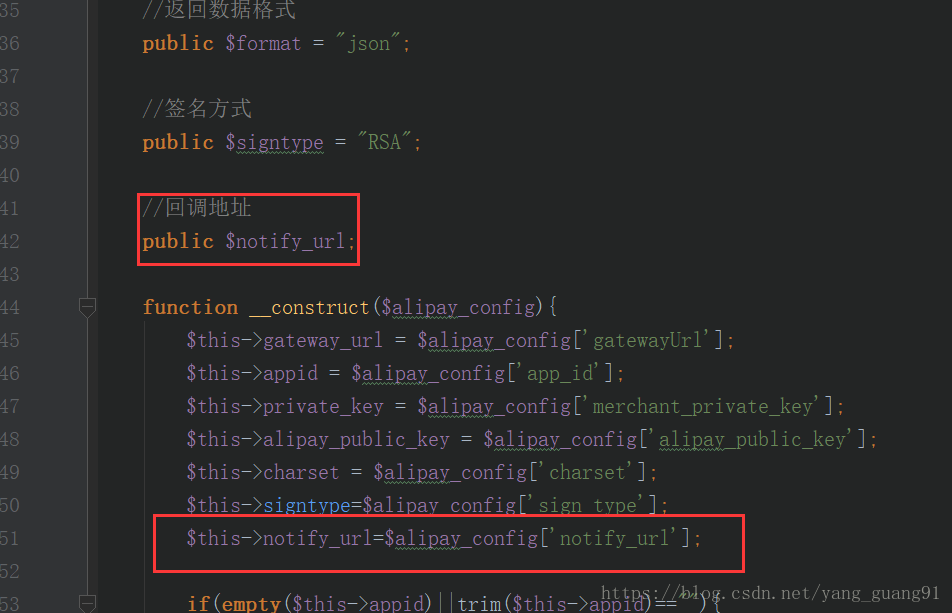 35 //返回数据格式
36 public $format = "json";
37
38 //签名方式
39 public $signtype = "RSA";
40
41 //回调地址
42 public $notify_url;
43
44 function __construct($alipay_config){
45 $this->gateway_url = $alipay_config['gatewayUrl'];
46 $this->appid = $alipay_config['app_id'];
47 $this->private_key = $alipay_config['merchant_private_key'];
48 $this->alipay_public_key = $alipay_config['alipay_public_key'];
49 $this->charset = $alipay_config['charset'];
50 $this->signtype=$alipay_config['sign_type'];
51 $this->notify_url=$alipay_config['notify_url'];
52
53 if(empty($this->appid)||trim($this->appid)==""){
https://blog.csdn.net/yang_guang91